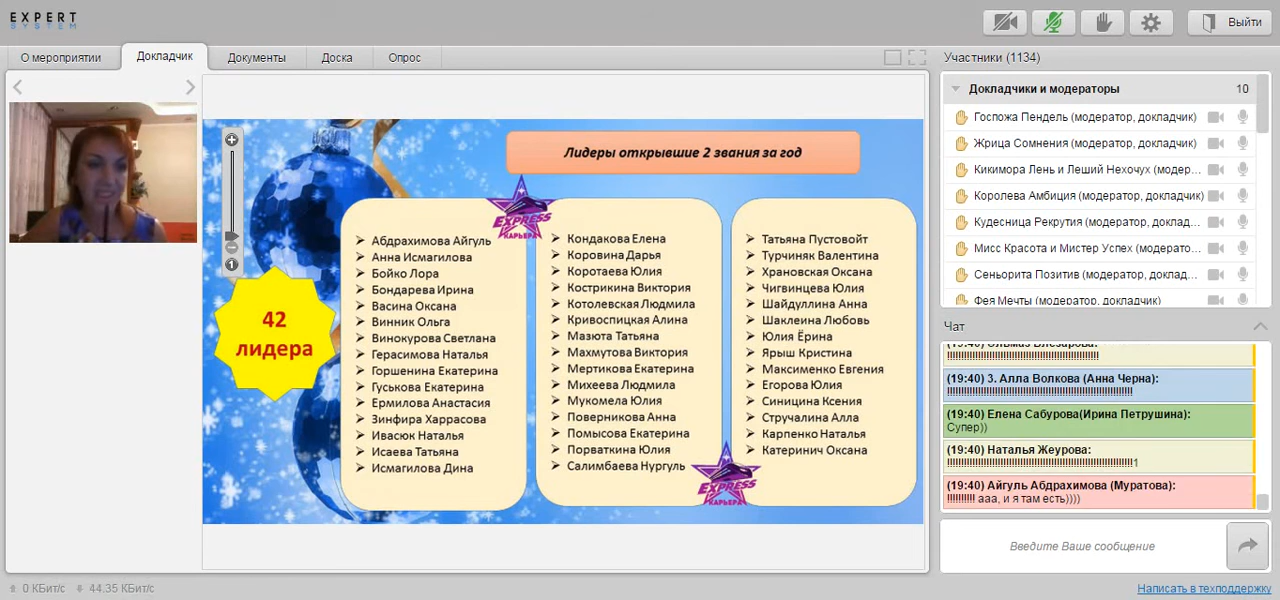 EXPERT
SYSTEM
Выйти
О мероприятии
Докладчик
Документы
Доска
Опрос
Участники (1134)
Докладчики и модераторы 10
Госпожа Пендель (модератор, докладчик)
Жрица Сомнения (модератор, докладчик)
Кикимора Лень и Леший Нехочух (модер...
Королева Амбиция (модератор, докладчик)
Кудесница Рекрутия (модератор, доклад...
Мисс Красота и Мистер Успех (модерато...
Сеньорита Позитив (модератор, доклад...
Фея Мечты (модератор, докладчик)
Лидеры открывшие 2 звания за год
EXPRESS
КАРЬЕРА
42
лидера
Абдрахимова Айгуль
Анна Исмагилова
Бойко Лора
Бондарева Ирина
Васина Оксана
Винник Ольга
Винокурова Светлана
Герасимова Наталья
Горшенина Екатерина
Гуськова Екатерина
Ермилова Анастасия
Зинфира Харрасова
Ивасюк Наталья
Исаева Татьяна
Исмагилова Дина
Кондакова Елена
Коровина Дарья
Коротаева Юлия
Кострикина Виктория
Котолевская Людмила
Кривоспицкая Алина
Мазюта Татьяна
Махмутова Виктория
Мертикова Екатерина
Михеева Людмила
Мукомела Юлия
Поверникова Анна
Помысова Екатерина
Порваткина Юлия
Салимбаева Нургуль
Татьяна Пустовойт
Турчиняк Валентина
Храновская Оксана
Чигвинцева Юлия
Шайдуллина Анна
Шаклеина Любовь
Юлия Ёрина
Ярыш Кристина
Максименко Евгения
Егорова Юлия
Синицина Ксения
Стручалина Алла
Карпенко Наталья
Катеринич Оксана
EXPRESS
КАРЬЕРА
Чат
(19:40) 3. Алла Волкова (Анна Черна):
(19:40) Елена Сабурова(Ирина Петрушина):
Супер))
(19:40) Наталья Жеурова:
(19:40) Айгуль Абдрахимова (Муратова):
!!!!!!!!!! ааа, и я там есть))))
Введите Ваше сообщение
0 КБит/с 44.35 КБит/с
Написать в техподдержку